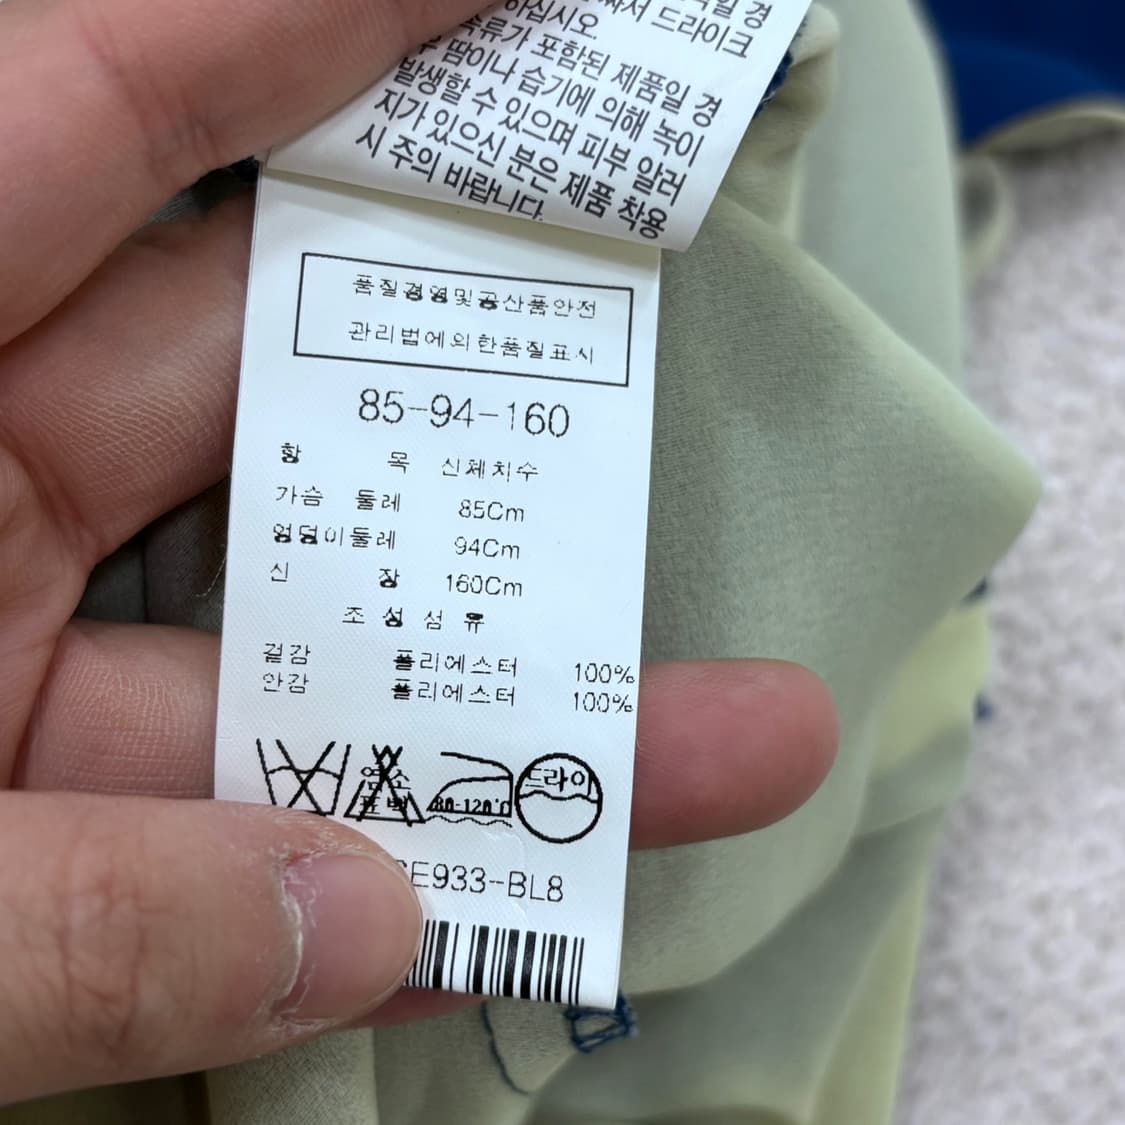 경
드라이크
하십시오.
속류가 포함된 제품일 경
땀이나 습기에 의해 녹이
발생할 수 있으며 피부 알러
지가 있으신 분은 제품 착용
시 주의 바랍니다.
품질경영및공산품안전
관리법에의한품질표시
85-94-160
항 목 신체치수
가슴 둘레 85Cm
엉덩이둘레 94Cm
신 장 160Cm
조 성 섬 유
겉감 폴리에스터 100%
안감 폴리에스터 100%
염소 표백 80-120℃ 드라이
E933-BL8